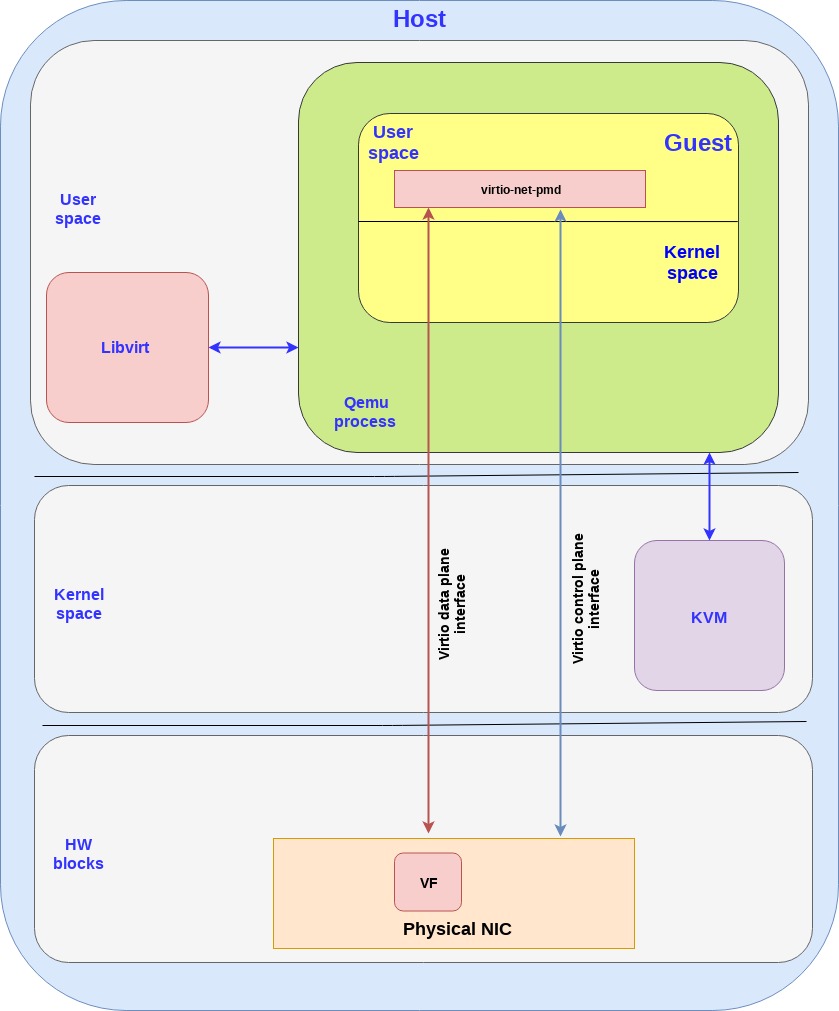 Host
User
space
Guest
virtio-net-pmd
User
space
Kernel
space
Libvirt
Qemu
process
Virtio data plane
interface
Virtio control plane
interface
Kernel
space
KVM
HW
blocks
VF
Physical NIC